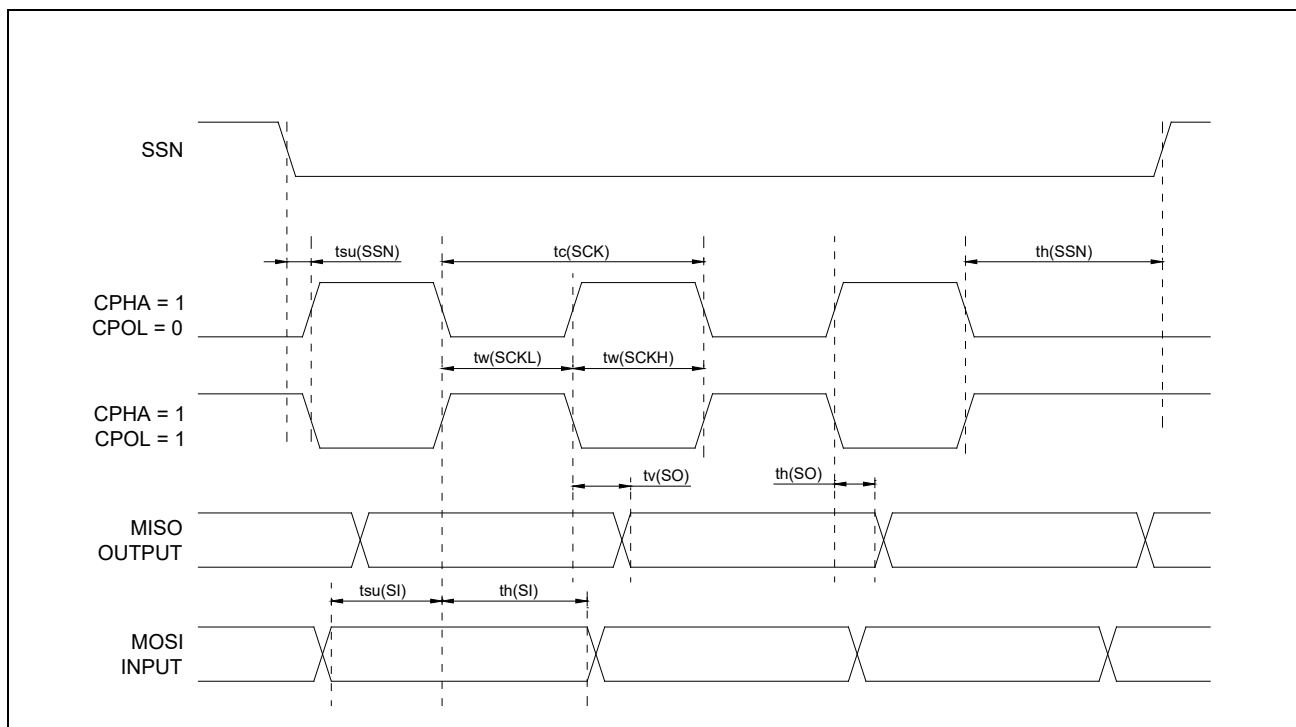 SSN
tsu(SSN)
tc(SCK)
th(SSN)
CPHA = 1
CPOL = 0
tw(SCKL)
tw(SCKH)
CPHA = 1
CPOL = 1
tv(SO)
th(SO)
MISO
OUTPUT
tsu(SI)
th(SI)
MOSI
INPUT